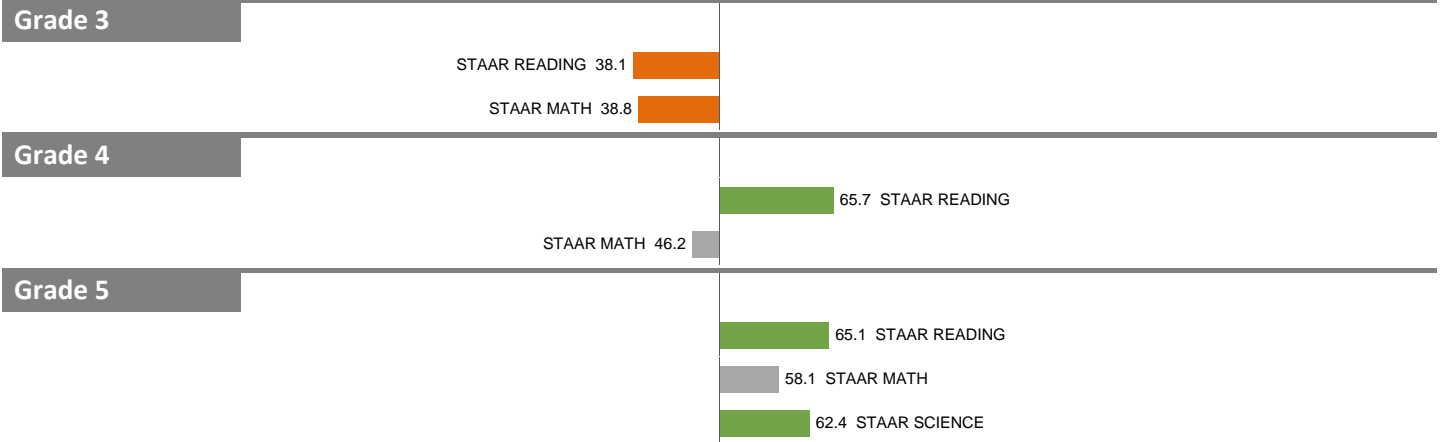 Grade 3
STAAR READING 38.1
STAAR MATH 38.8
Grade 4
65.7 STAAR READING
STAAR MATH 46.2
Grade 5
65.1 STAAR READING
58.1 STAAR MATH
62.4 STAAR SCIENCE